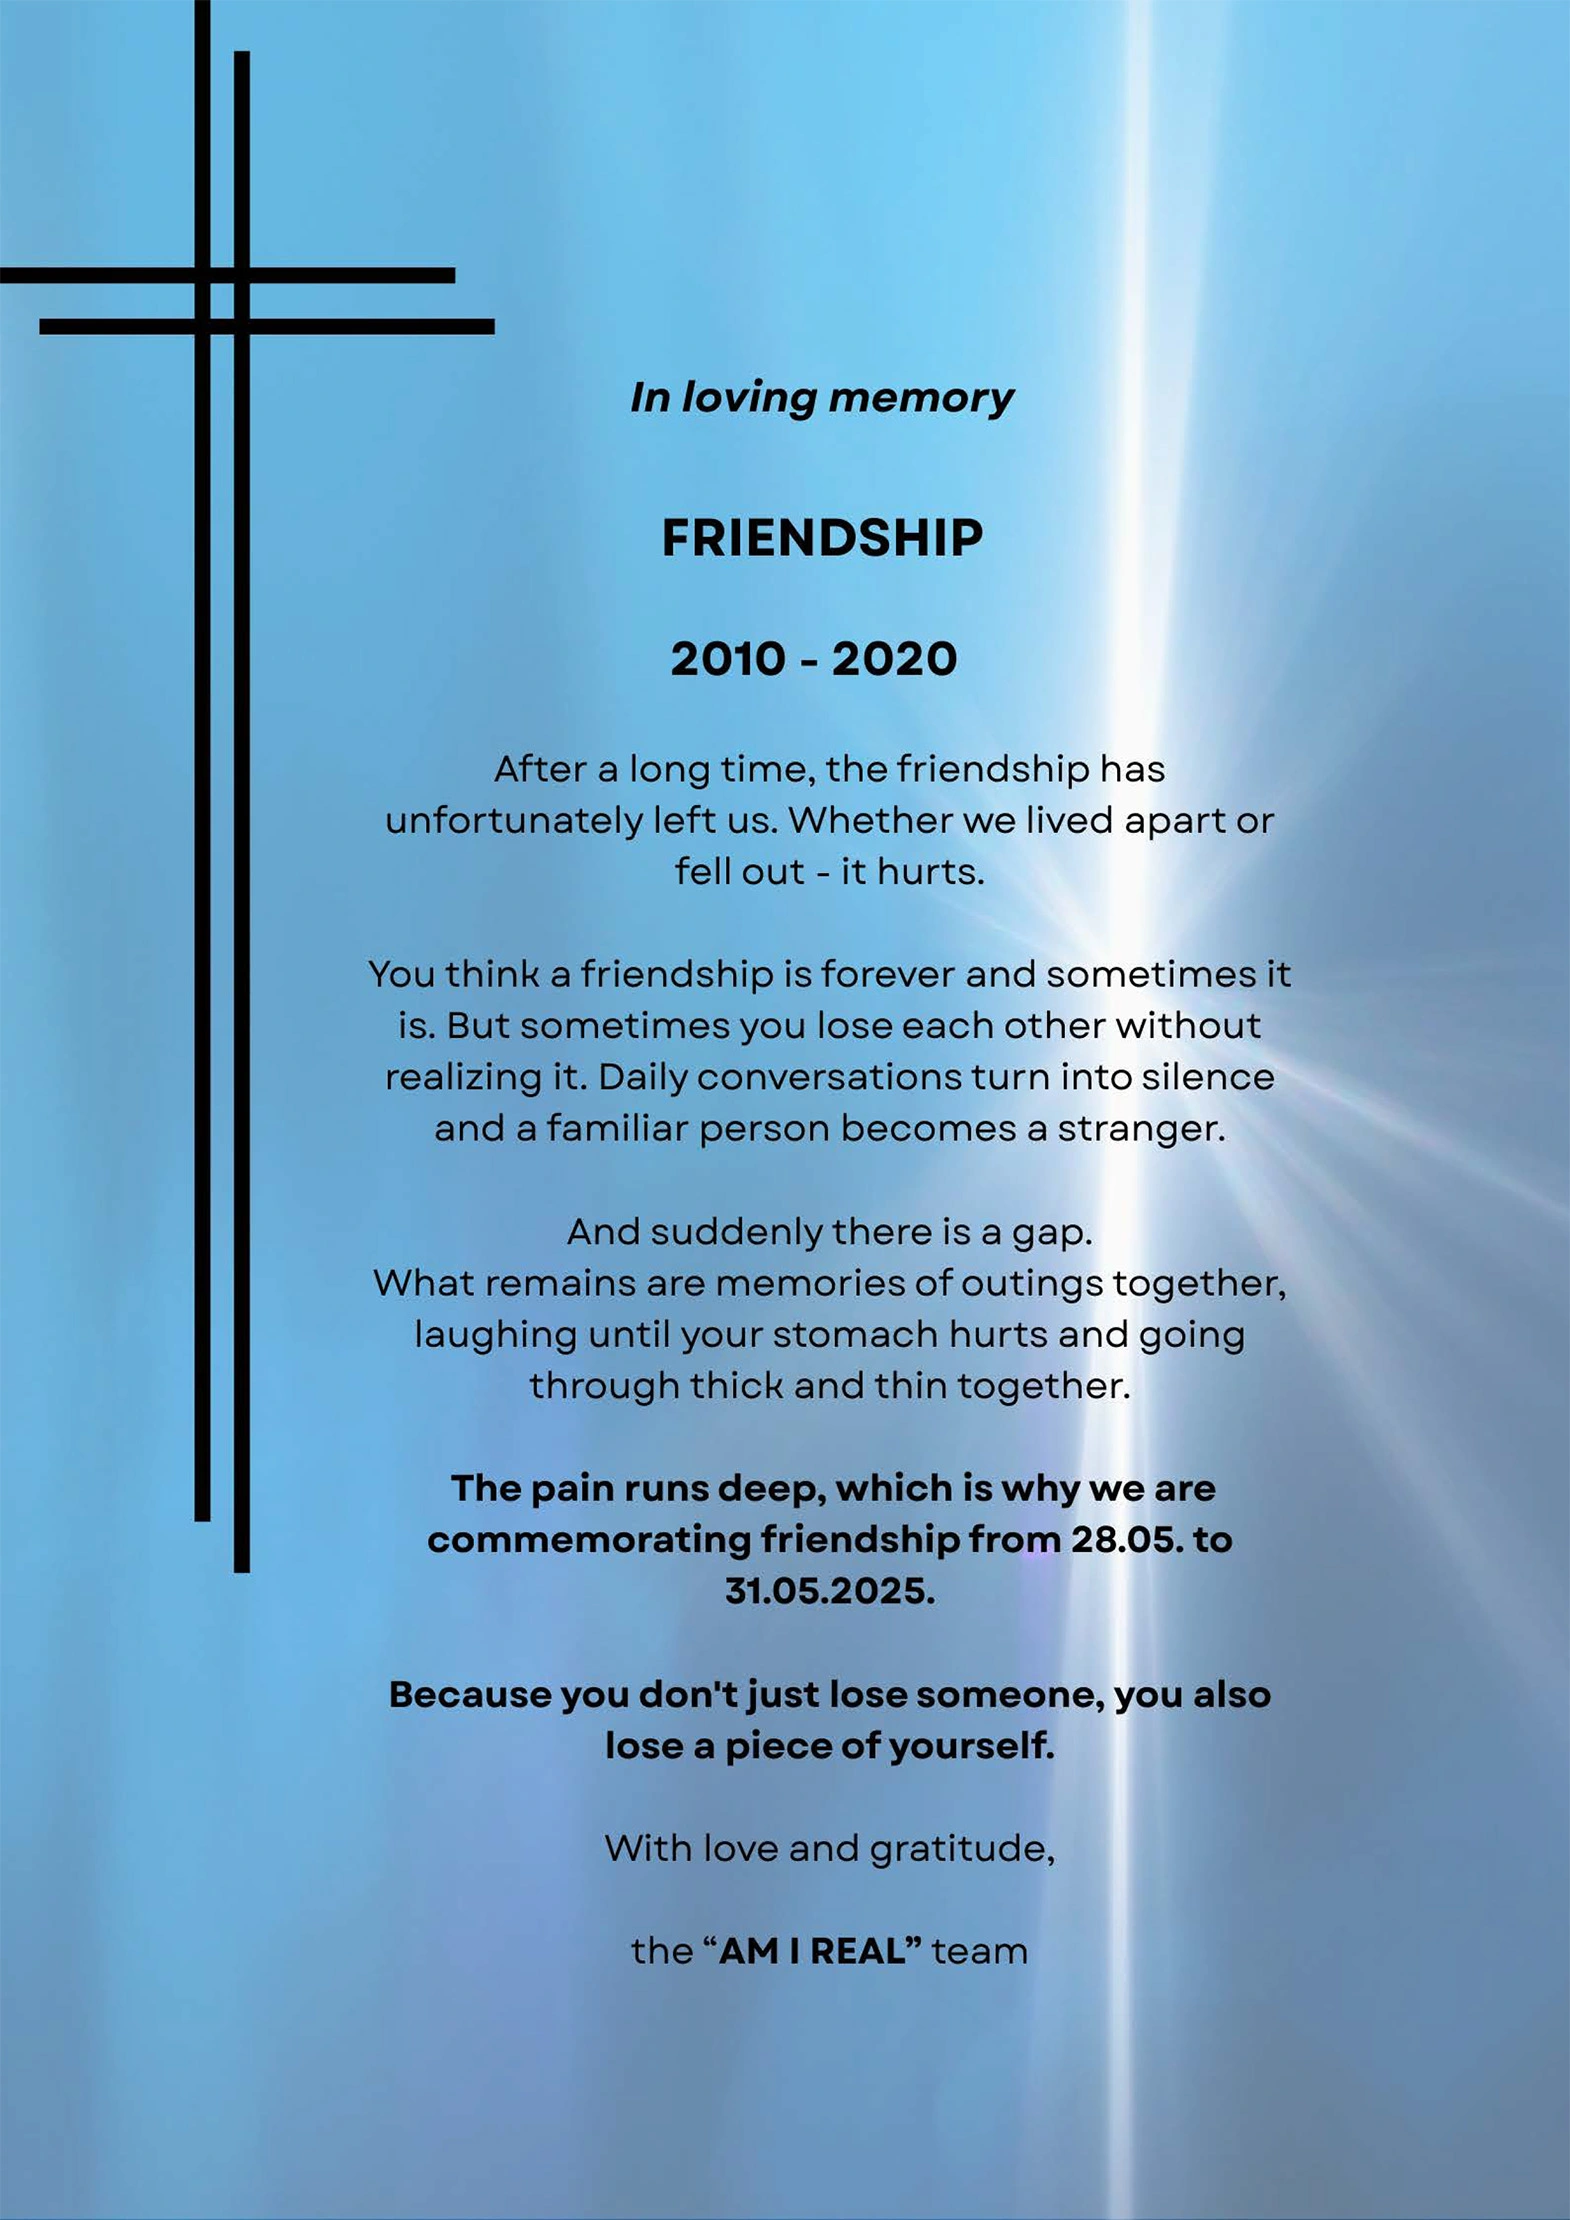 In loving memory
FRIENDSHIP
2010 - 2020
After a long time, the friendship has
unfortunately left us. Whether we lived apart or
fell out - it hurts.
You think a friendship is forever and sometimes it
is. But sometimes you lose each other without
realizing it. Daily conversations turn into silence
and a familiar person becomes a stranger.
And suddenly there is a gap.
What remains are memories of outings together,
laughing until your stomach hurts and going
through thick and thin together.
The pain runs deep, which is why we are
commemorating friendship from 28.05. to
31.05.2025.
Because you don't just lose someone, you also
lose a piece of yourself.
With love and gratitude,
the “AM I REAL” team